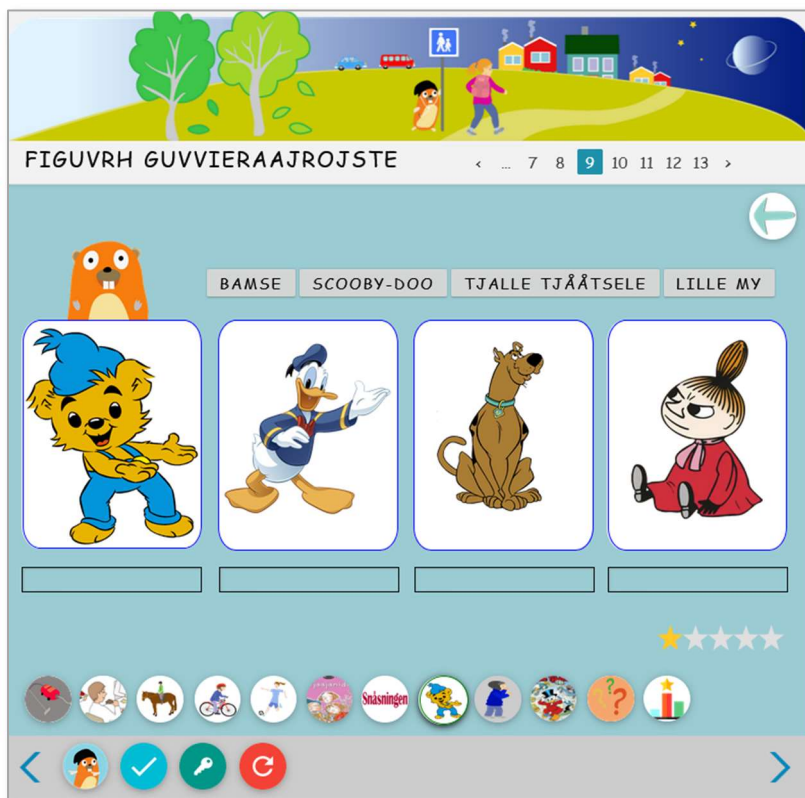 FIGUVRH GUVVIERAAJROJSTE
‹ ... 7 8 9 10 11 12 13 ›
BAMSE SCOOBY-DOO TJALLE TJÅÅTSELE LILLE MY
Snåsningen